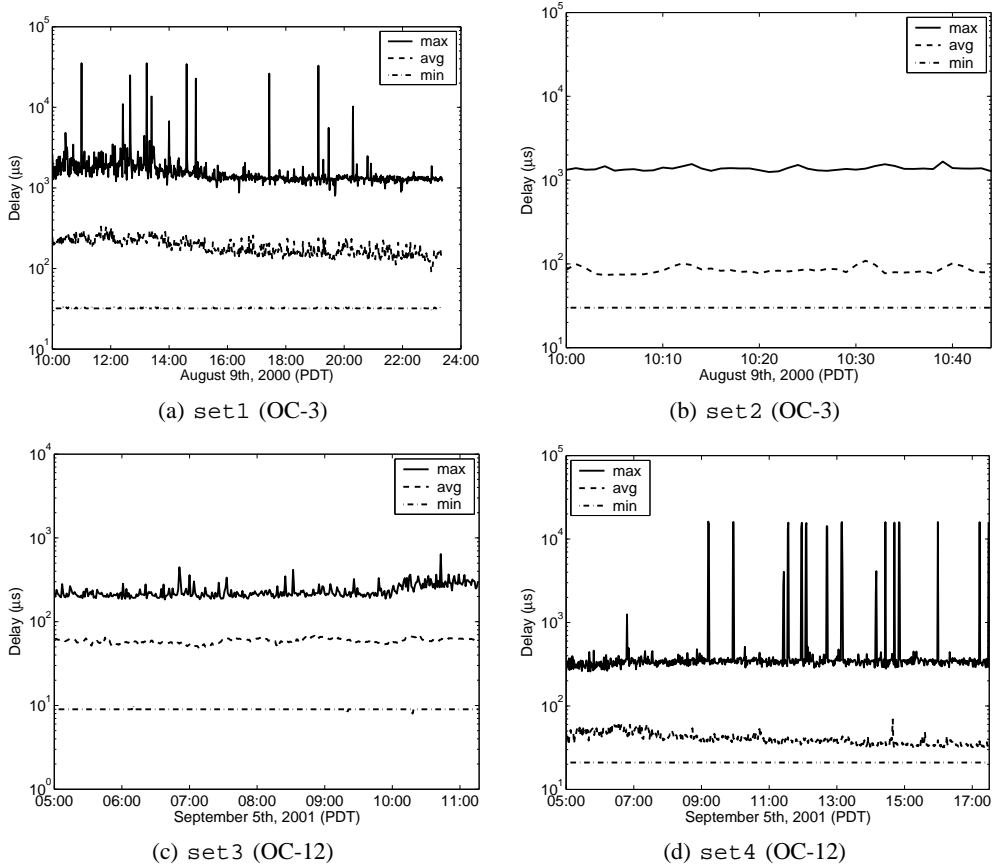 10^5
10^4
10^3
10^2
10^1
Delay (μs)
max
avg
min
10:00 12:00 14:00 16:00 18:00 20:00 22:00 24:00
August 9th, 2000 (PDT)
(a) set1 (OC-3)
10^5
10^4
10^3
10^2
10^1
Delay (μs)
max
avg
min
10:00 10:10 10:20 10:30 10:40
August 9th, 2000 (PDT)
(b) set2 (OC-3)
10^4
10^3
10^2
10^1
10^0
Delay (μs)
max
avg
min
05:00 06:00 07:00 08:00 09:00 10:00 11:00
September 5th, 2001 (PDT)
(c) set3 (OC-12)
10^5
10^4
10^3
10^2
10^1
Delay (μs)
max
avg
min
05:00 07:00 09:00 11:00 13:00 15:00 17:00
September 5th, 2001 (PDT)
(d) set4 (OC-12)